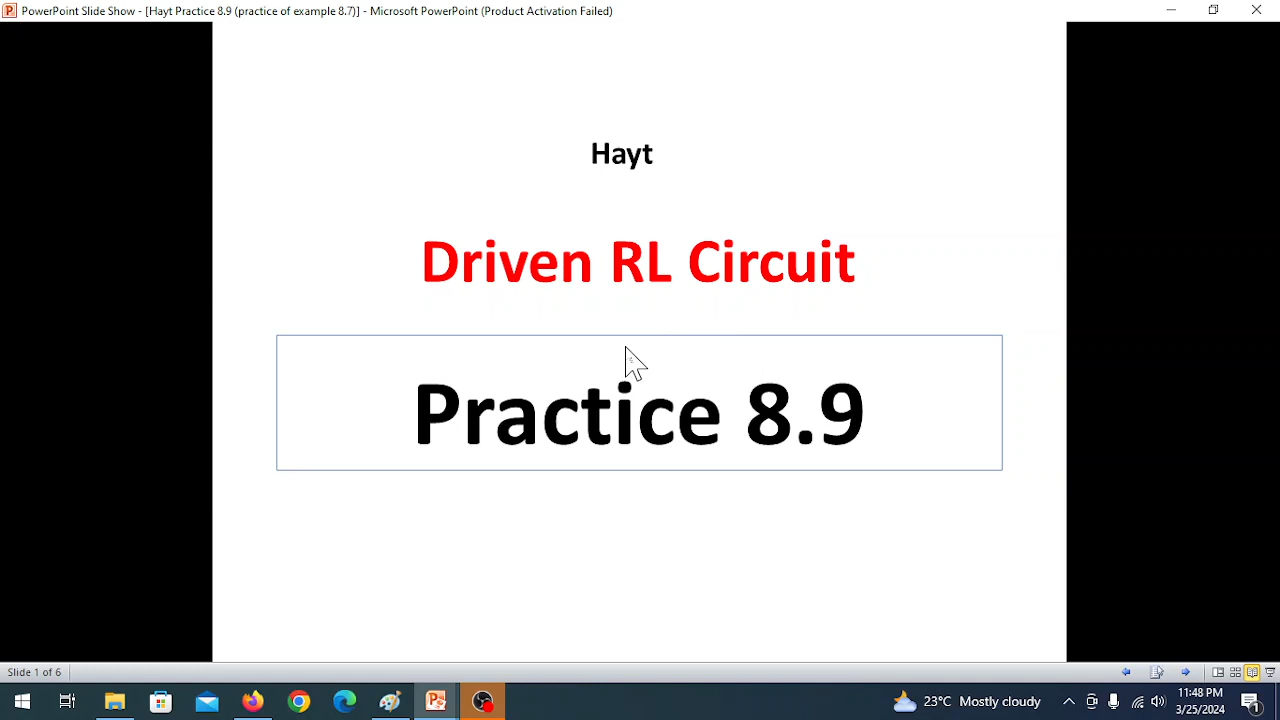 PowerPoint Slide Show - [Hayt Practice 8.9 (practice of example 8.7)] - Microsoft PowerPoint (Product Activation Failed)
Hayt
Driven RL Circuit
Practice 8.9
Slide 1 of 6
23°C Mostly cloudy
11:48 PM
3/25/2024
1